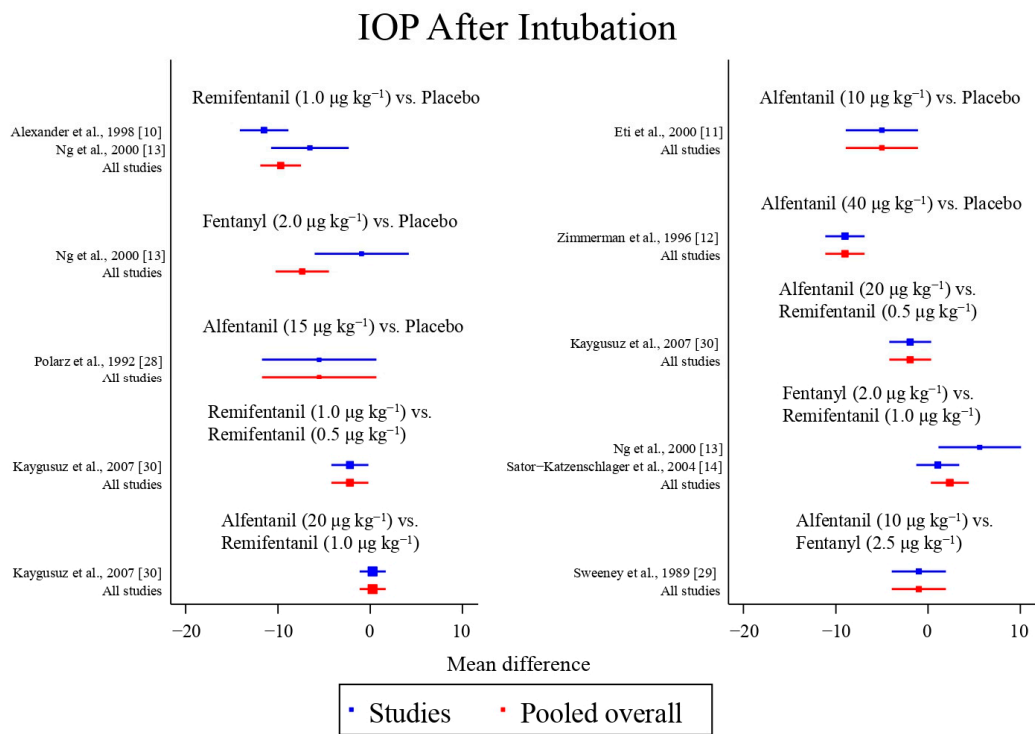 IOP After Intubation
Remifentanil (1.0 μg kg⁻¹) vs. Placebo
Alexander et al., 1998 [10]
Ng et al., 2000 [13]
All studies
Fentanyl (2.0 μg kg⁻¹) vs. Placebo
Ng et al., 2000 [13]
All studies
Alfentanil (15 μg kg⁻¹) vs. Placebo
Polarz et al., 1992 [28]
All studies
Remifentanil (1.0 μg kg⁻¹) vs.
Remifentanil (0.5 μg kg⁻¹)
Kaygusuz et al., 2007 [30]
All studies
Alfentanil (20 μg kg⁻¹) vs.
Remifentanil (1.0 μg kg⁻¹)
Kaygusuz et al., 2007 [30]
All studies
−20 −10 0 10
Alfentanil (10 μg kg⁻¹) vs. Placebo
Eti et al., 2000 [11]
All studies
Alfentanil (40 μg kg⁻¹) vs. Placebo
Zimmerman et al., 1996 [12]
All studies
Alfentanil (20 μg kg⁻¹) vs.
Remifentanil (0.5 μg kg⁻¹)
Kaygusuz et al., 2007 [30]
All studies
Fentanyl (2.0 μg kg⁻¹) vs.
Remifentanil (1.0 μg kg⁻¹)
Ng et al., 2000 [13]
Sator−Katzenschlager et al., 2004 [14]
All studies
Alfentanil (10 μg kg⁻¹) vs.
Fentanyl (2.5 μg kg⁻¹)
Sweeney et al., 1989 [29]
All studies
−20 −10 0 10
Mean difference
Studies Pooled overall